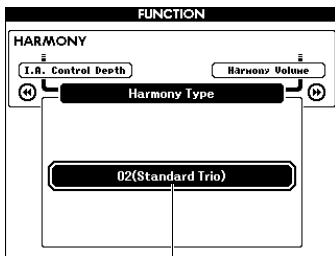 FUNCTION
HARMONY
I.A. Control Depth
Harmony Volume
Harmony Type
02(Standard Trio)